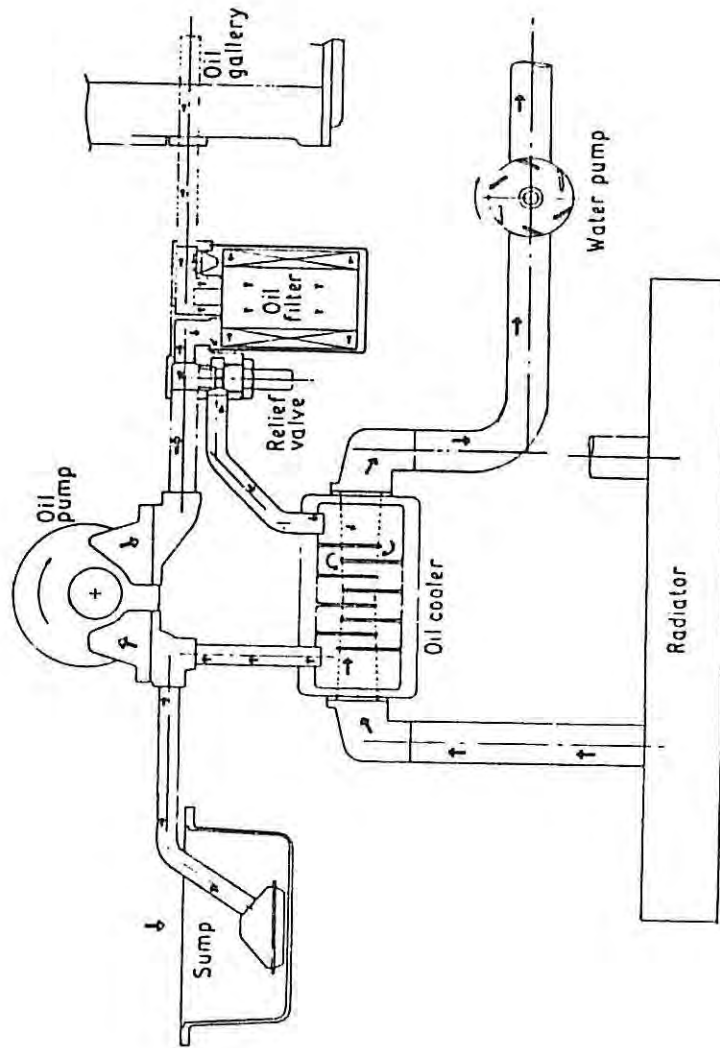 Oil
gallery
Oil
pump
Oil
filter
Relief
valve
Water pump
Oil cooler
Sump
Radiator